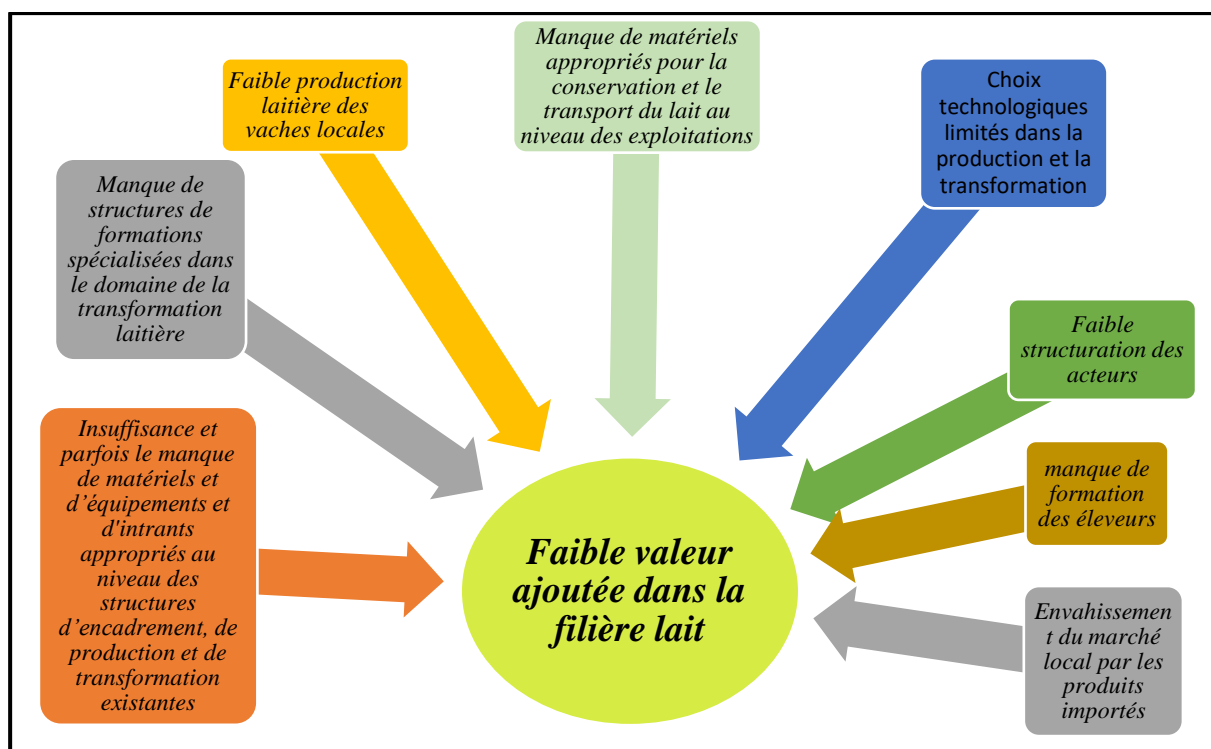 Faible production
laitière des
vaches locales
Manque de matériels
appropriés pour la
conservation et le
transport du lait au
niveau des exploitations
Choix
technologiques
limités dans la
production et la
transformation
Manque de
structures de
formations
spécialisées dans
le domaine de la
transformation
laitière
Faible
structuration des
acteurs
Insuffisance et
parfois le manque
de matériels et
d’équipements et
d'intrants
appropriés au
niveau des
structures
d’encadrement, de
production et de
transformation
existantes
manque de
formation
des éleveurs
Envahissemen
t du marché
local par les
produits
importés
Faible valeur
ajoutée dans la
filière lait